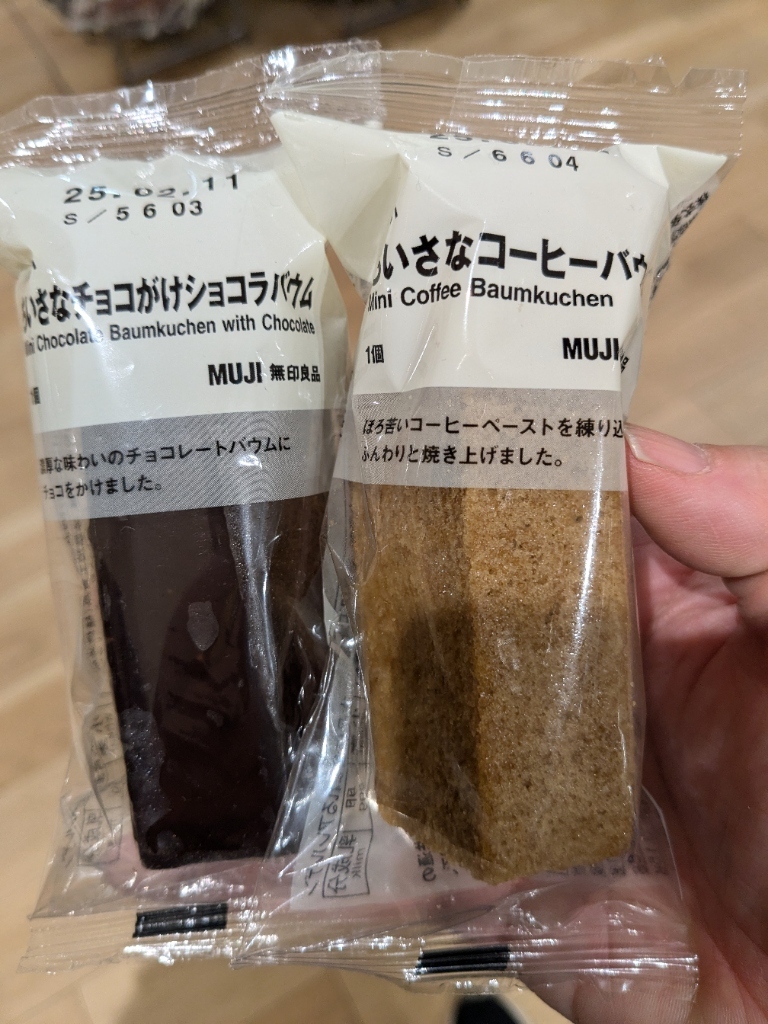 25.02.11
S/5603
いさなチョコがけショコラバウム
Mini Chocolate Baumkuchen with Chocolate
MUJI 無印良品
濃厚な味わいのチョコレートバウムに
チョコをかけました。
S/6604
いさなコーヒーバウ
Mini Coffee Baumkuchen
1個
MUJI
品
ほろ苦いコーヒーペーストを練り込
ふんわりと焼き上げました。